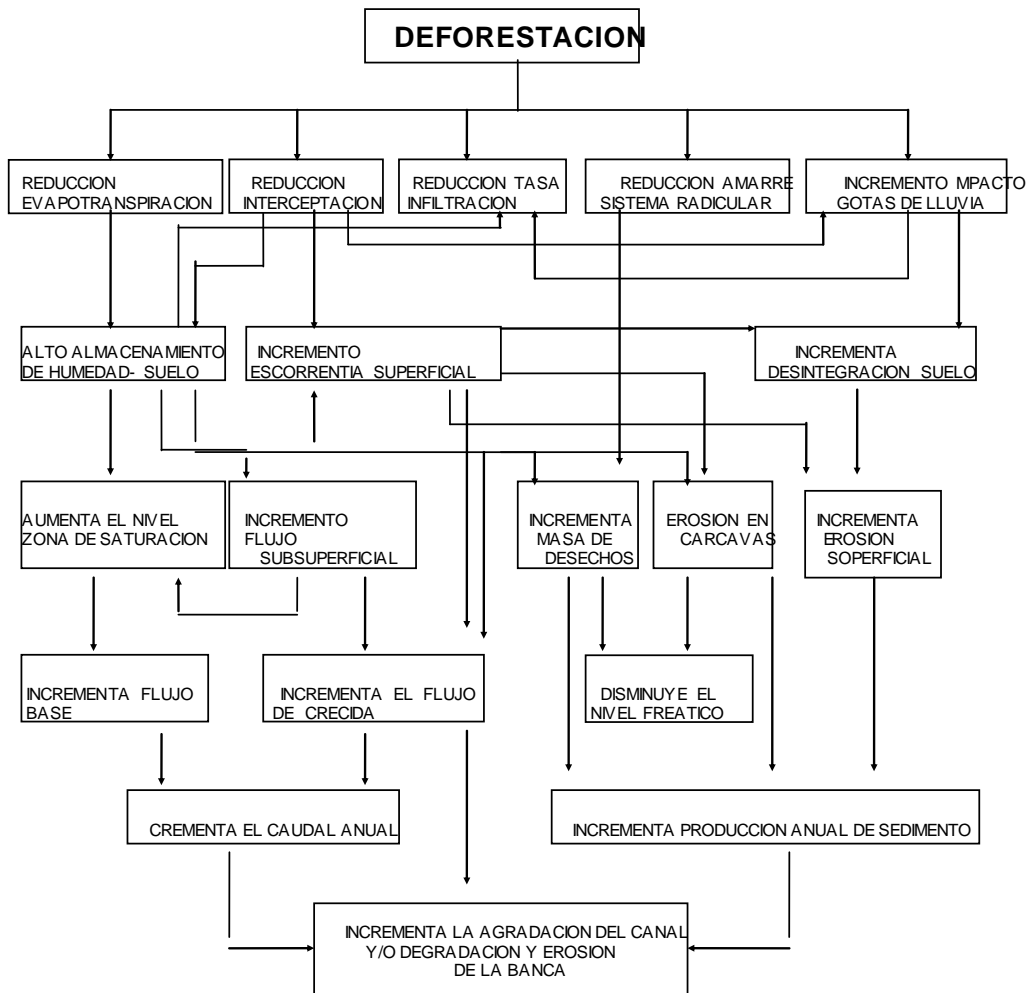 DEFORESTACION
REDUCCION
EVAPOTRANSPIRACION
REDUCCION
INTERCEPTACION
REDUCCION TASA
INFILTRACION
REDUCCION AMARRE
SISTEMA RADICULAR
INCREMENTO MPACTO
GOTAS DE LLUVIA
ALTO ALMACENAMIENTO
DE HUMEDAD- SUELO
INCREMENTO
ESCORRENTIA SUPERFICIAL
INCREMENTA
DESINTEGRACION SUELO
AUMENTA EL NIVEL
ZONA DE SATURACION
INCREMENTO
FLUJO
SUBSUPERFICIAL
INCREMENTA
MASA DE
DESECHOS
EROSION EN
CARCAVAS
INCREMENTA
EROSION
SOPERFICIAL
INCREMENTA FLUJO
BASE
INCREMENTA EL FLUJO
DE CRECIDA
DISMINUYE EL
NIVEL FREATICO
CREMENTA EL CAUDAL ANUAL
INCREMENTA PRODUCCION ANUAL DE SEDIMENTO
INCREMENTA LA AGRADACION DEL CANAL
Y/O DEGRADACION Y EROSION
DE LA BANCA